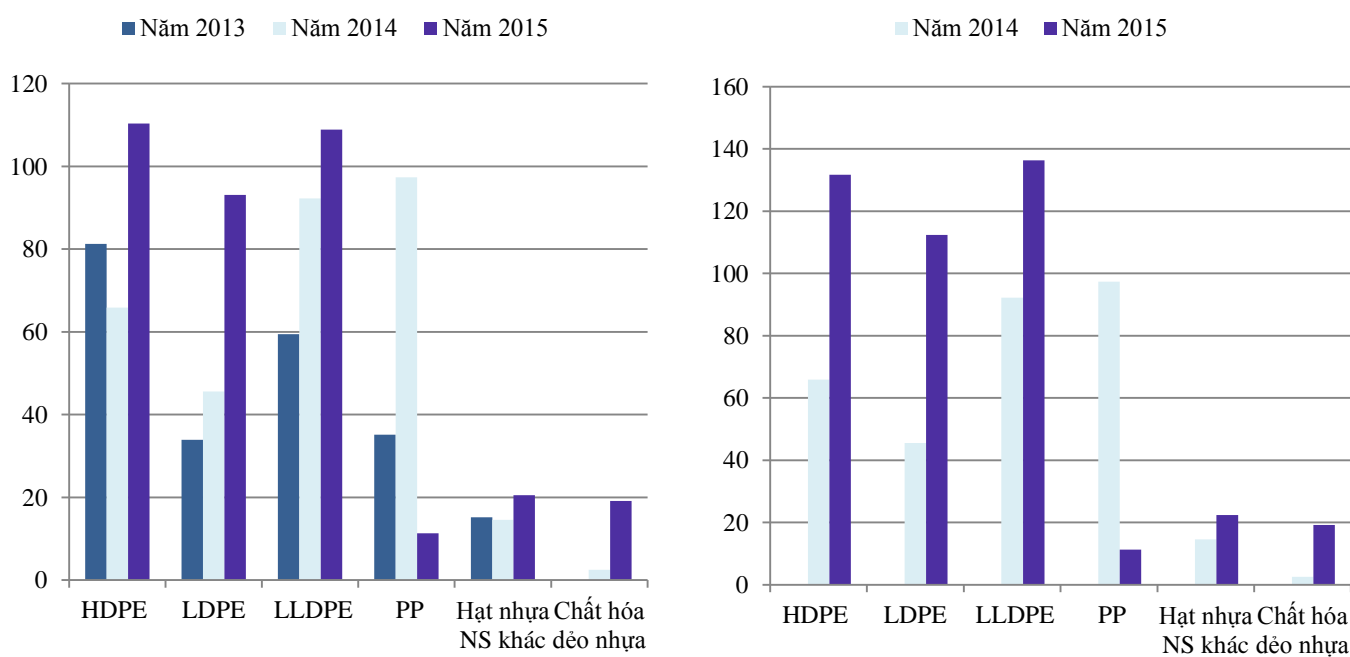 Năm 2013 Năm 2014 Năm 2015
120
100
80
60
40
20
0
HDPE LDPE LLDPE PP Hạt nhựa Chất hóa
NS khác dẻo nhựa
Năm 2014 Năm 2015
160
140
120
100
80
60
40
20
0
HDPE LDPE LLDPE PP Hạt nhựa Chất hóa
NS khác dẻo nhựa